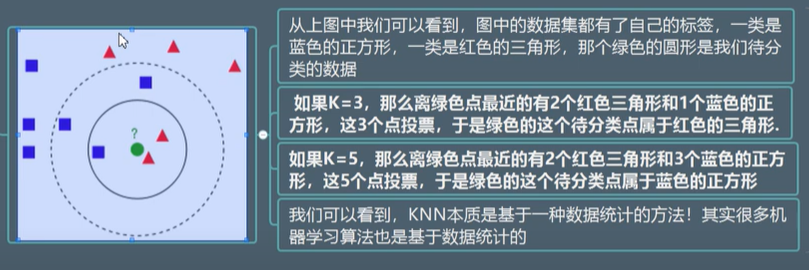 ?
从上图中我们可以看到，图中的数据集都有了自己的标签，一类是
蓝色的正方形，一类是红色的三角形，那个绿色的圆形是我们待分
类的数据
如果K=3，那么离绿色点最近的有2个红色三角形和1个蓝色的正
方形，这3个点投票，于是绿色的这个待分类点属于红色的三角形.
如果K=5，那么离绿色点最近的有2个红色三角形和3个蓝色的正方
形，这5个点投票，于是绿色的这个待分类点属于蓝色的正方形
我们可以看到，KNN本质是基于一种数据统计的方法！其实很多机
器学习算法也是基于数据统计的